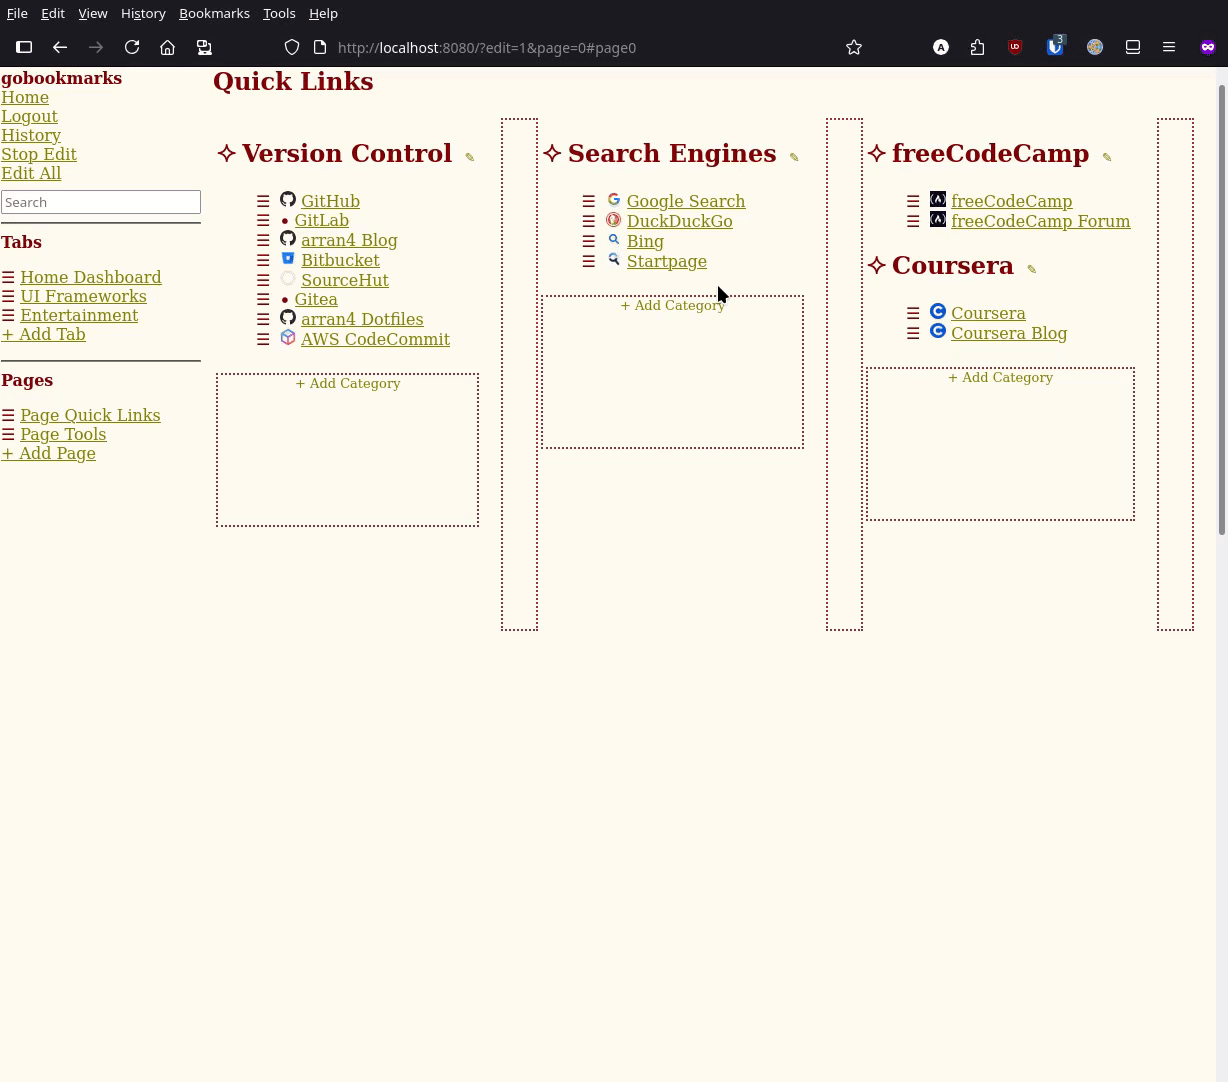 File Edit View History Bookmarks Tools Help
http://localhost:8080/?edit=1&page=0#page0
A
UD
3
gobookmarks
Home
Logout
History
Stop Edit
Edit All
Search
Tabs
☰ Home Dashboard
☰ UI Frameworks
☰ Entertainment
+ Add Tab
Pages
☰ Page Quick Links
☰ Page Tools
+ Add Page
Quick Links
✧ Version Control ✎
☰ GitHub
☰ • GitLab
☰ arran4 Blog
☰ Bitbucket
☰ SourceHut
☰ • Gitea
☰ arran4 Dotfiles
☰ AWS CodeCommit
+ Add Category
✧ Search Engines ✎
☰ Google Search
☰ DuckDuckGo
☰ Bing
☰ Startpage
+ Add Category
✧ freeCodeCamp ✎
☰ freeCodeCamp
☰ freeCodeCamp Forum
✧ Coursera ✎
☰ Coursera
☰ Coursera Blog
+ Add Category